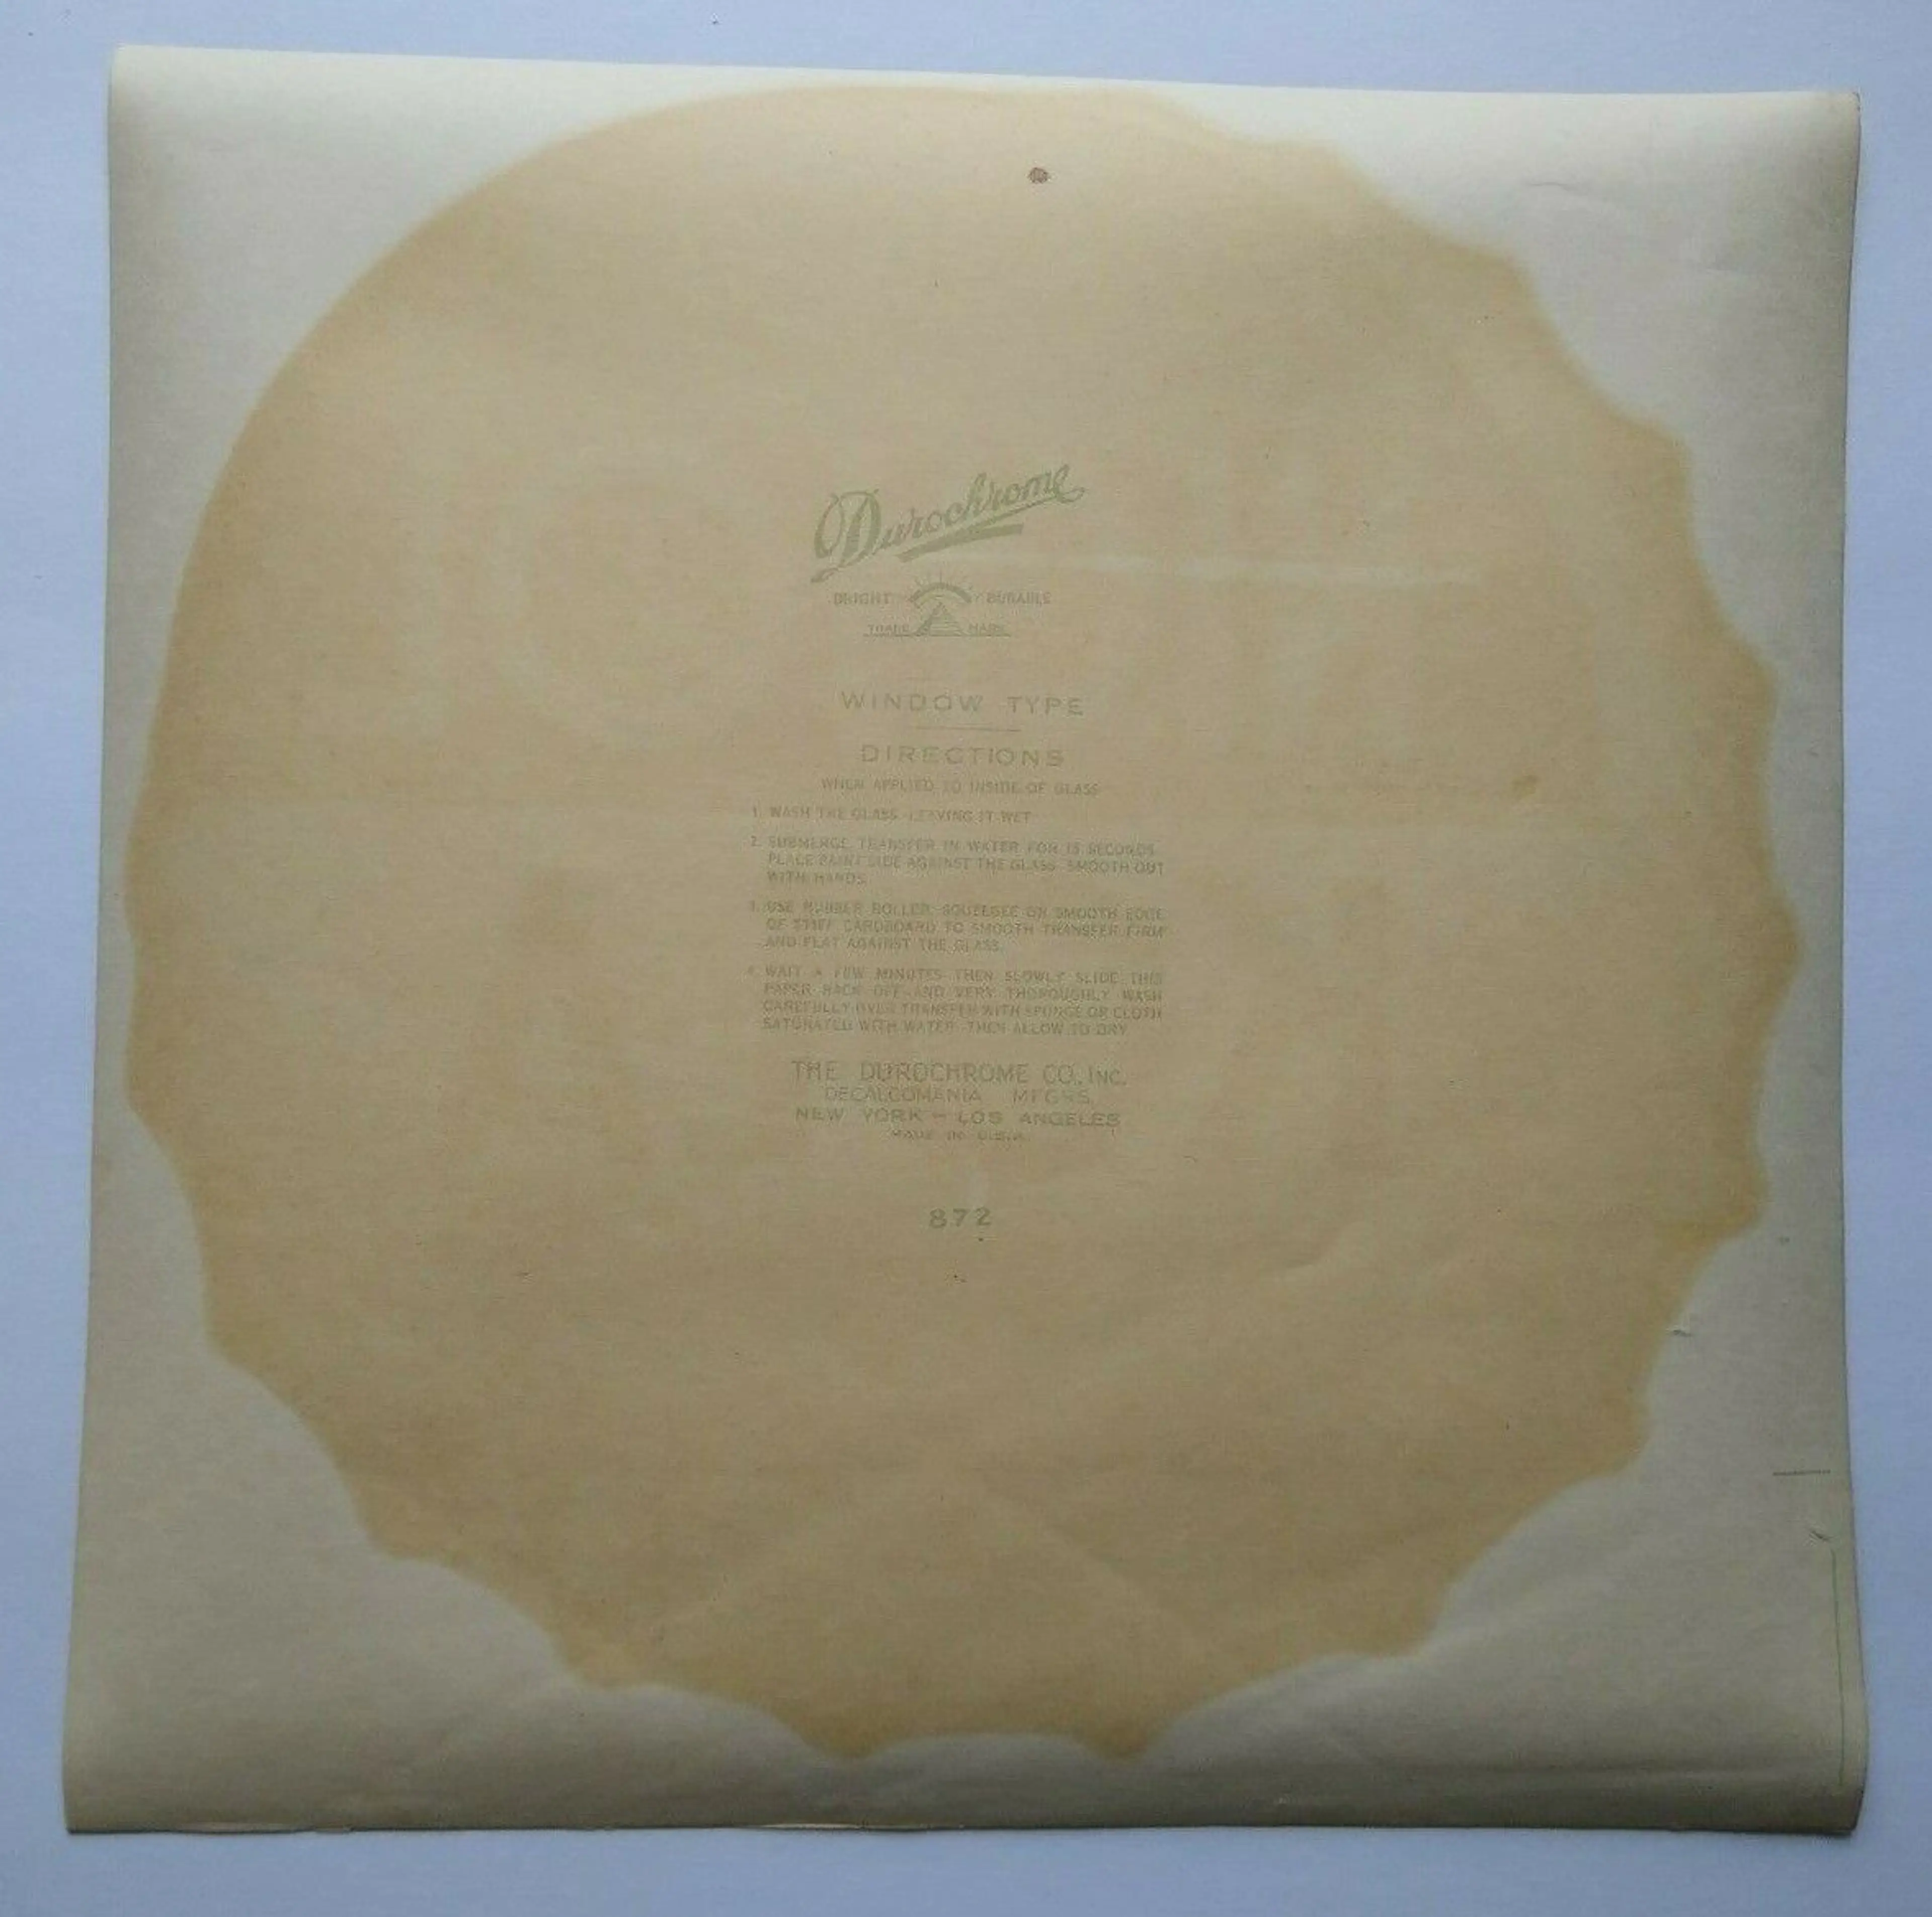 Durochrome
BRIGHT DURABLE
TRADE MARK
WINDOW TYPE
DIRECTIONS
WHEN APPLIED TO INSIDE OF GLASS
1. WASH THE GLASS LEAVING IT WET
2. SUBMERGE TRANSFER IN WATER FOR 15 SECONDS
PLACE PAINT SIDE AGAINST THE GLASS SMOOTH OUT
WITH HANDS.
3. USE RUBBER ROLLER, SQUEEGEE OR SMOOTH EDGE
OF STIFF CARDBOARD TO SMOOTH TRANSFER FIRM
AND FLAT AGAINST THE GLASS.
4. WAIT A FEW MINUTES THEN SLOWLY SLIDE THIS
PAPER BACK OFF AND VERY THOROUGHLY WASH
CAREFULLY OVER TRANSFER WITH SPONGE OR CLOTH
SATURATED WITH WATER THEN ALLOW TO DRY
THE DUROCHROME CO., INC.
DECALCOMANIA MFGRS.
NEW YORK - LOS ANGELES
MADE IN U.S.A.
872